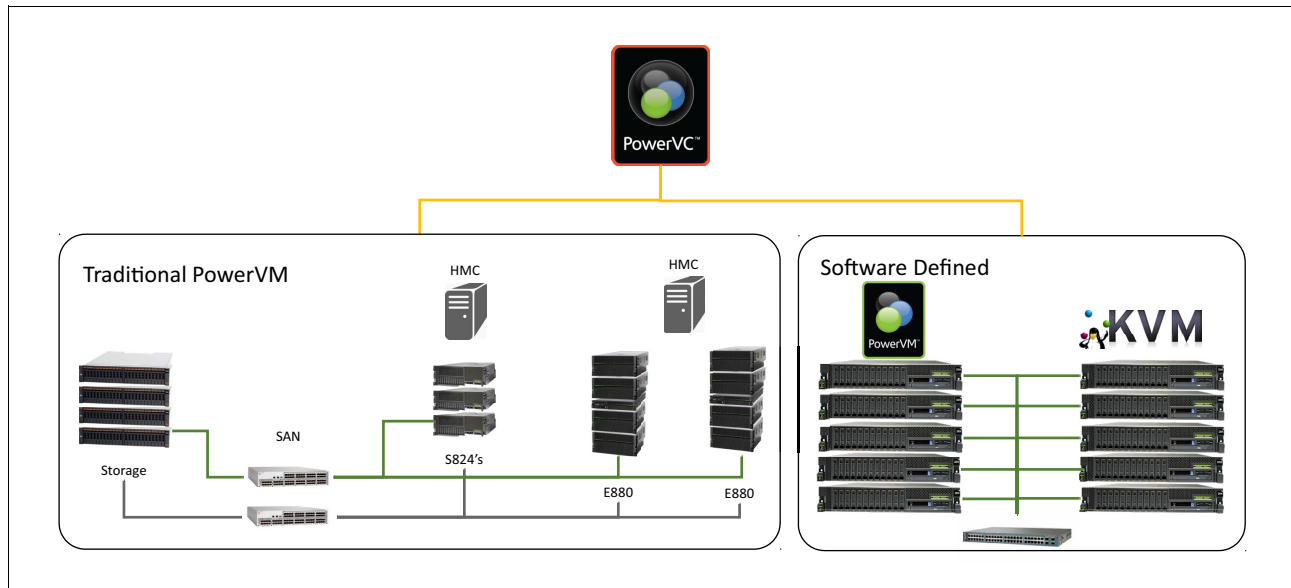 PowerVC™
Traditional PowerVM
HMC
HMC
SAN
Storage
S824’s
E880
E880
Software Defined
PowerVM™
KVM